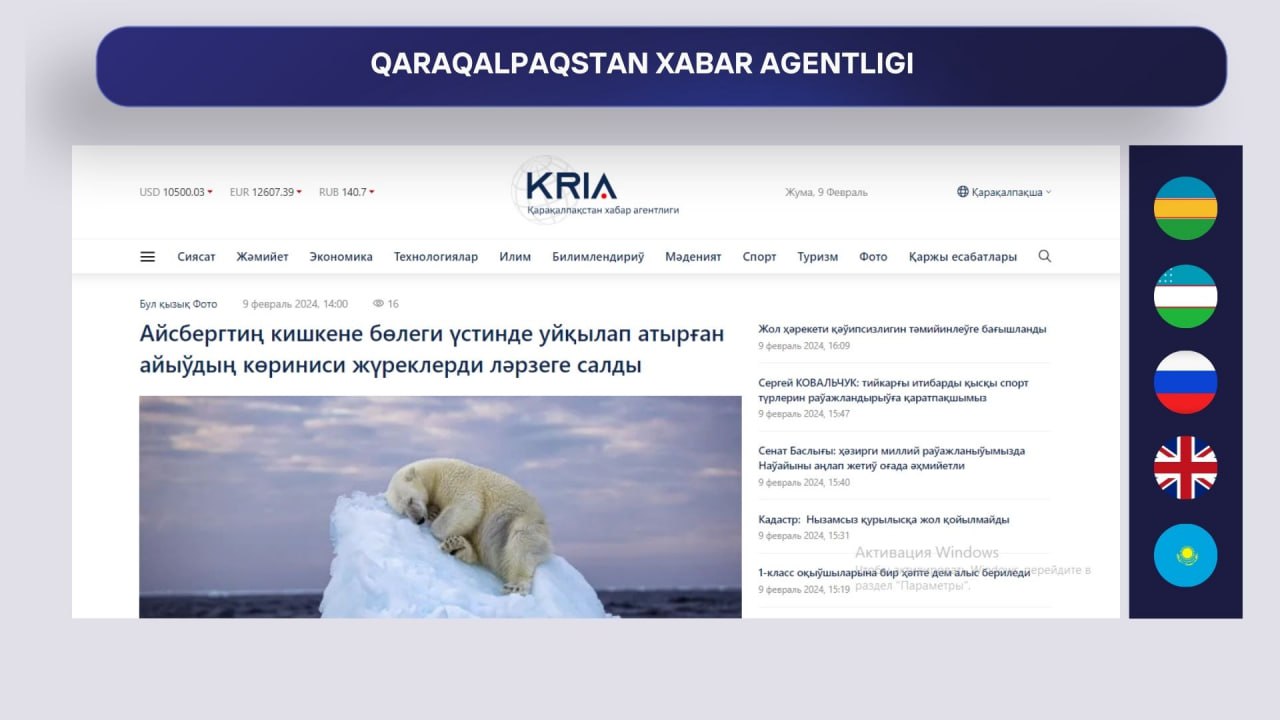 QARAQALPAQSTAN XABAR AGENTLIGI
USD 10500.03 EUR 12607.39 RUB 140.7
KRIA
Қарақалпақстан хабар агентлиги
Жума, 9 Февраль
Қарақалпақша
Сиясат Жәмийет Экономика Технологиялар Илим Билимлендириў Мәденият Спорт Туризм Фото Қаржы есабатлары
Бул қызық Фото 9 февраль 2024, 14:00 16
Айсбергтиң кишкене бөлеги үстинде уйқылап атырған
айыўдың көриниси жүреклерди ләрзеге салды
Жол ҳәрекети қәўипсизлигин тәмийинлеўге бағышланды
9 февраль 2024, 16:09
Сергей КОВАЛЬЧУК: тийкарғы итибарды қысқы спорт
түрлерин раўажландырыўға қаратпақшымыз
9 февраль 2024, 15:47
Сенат Баслығы: ҳәзирги миллий раўажланыўымызда
Наўайыны аңлап жетиў оғада әҳмийетли
9 февраль 2024, 15:40
Кадастр: Нызамсыз қурылысқа жол қойылмайды
9 февраль 2024, 15:31
1-класс оқыўшыларына бир ҳәпте дем алыс бериледи
9 февраль 2024, 15:19
Активация Windows
Чтобы активировать Windows, перейдите в
раздел "Параметры".